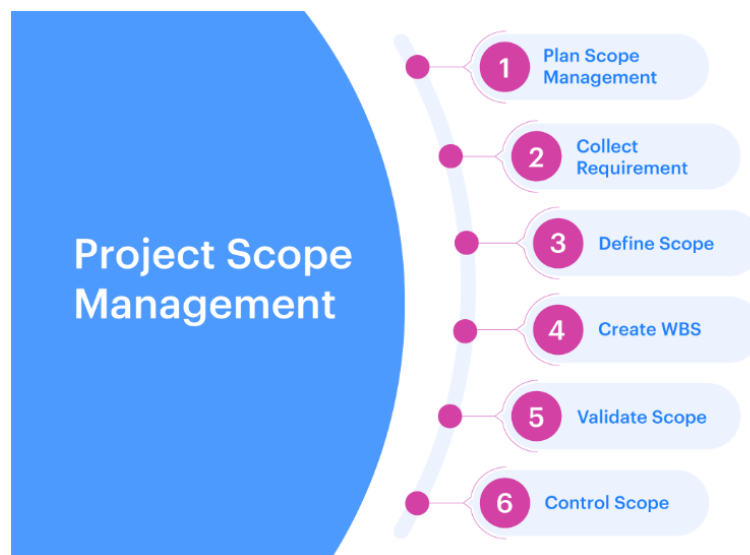 Project Scope
Management
1
Plan Scope
Management
2
Collect
Requirement
3
Define Scope
4
Create WBS
5
Validate Scope
6
Control Scope